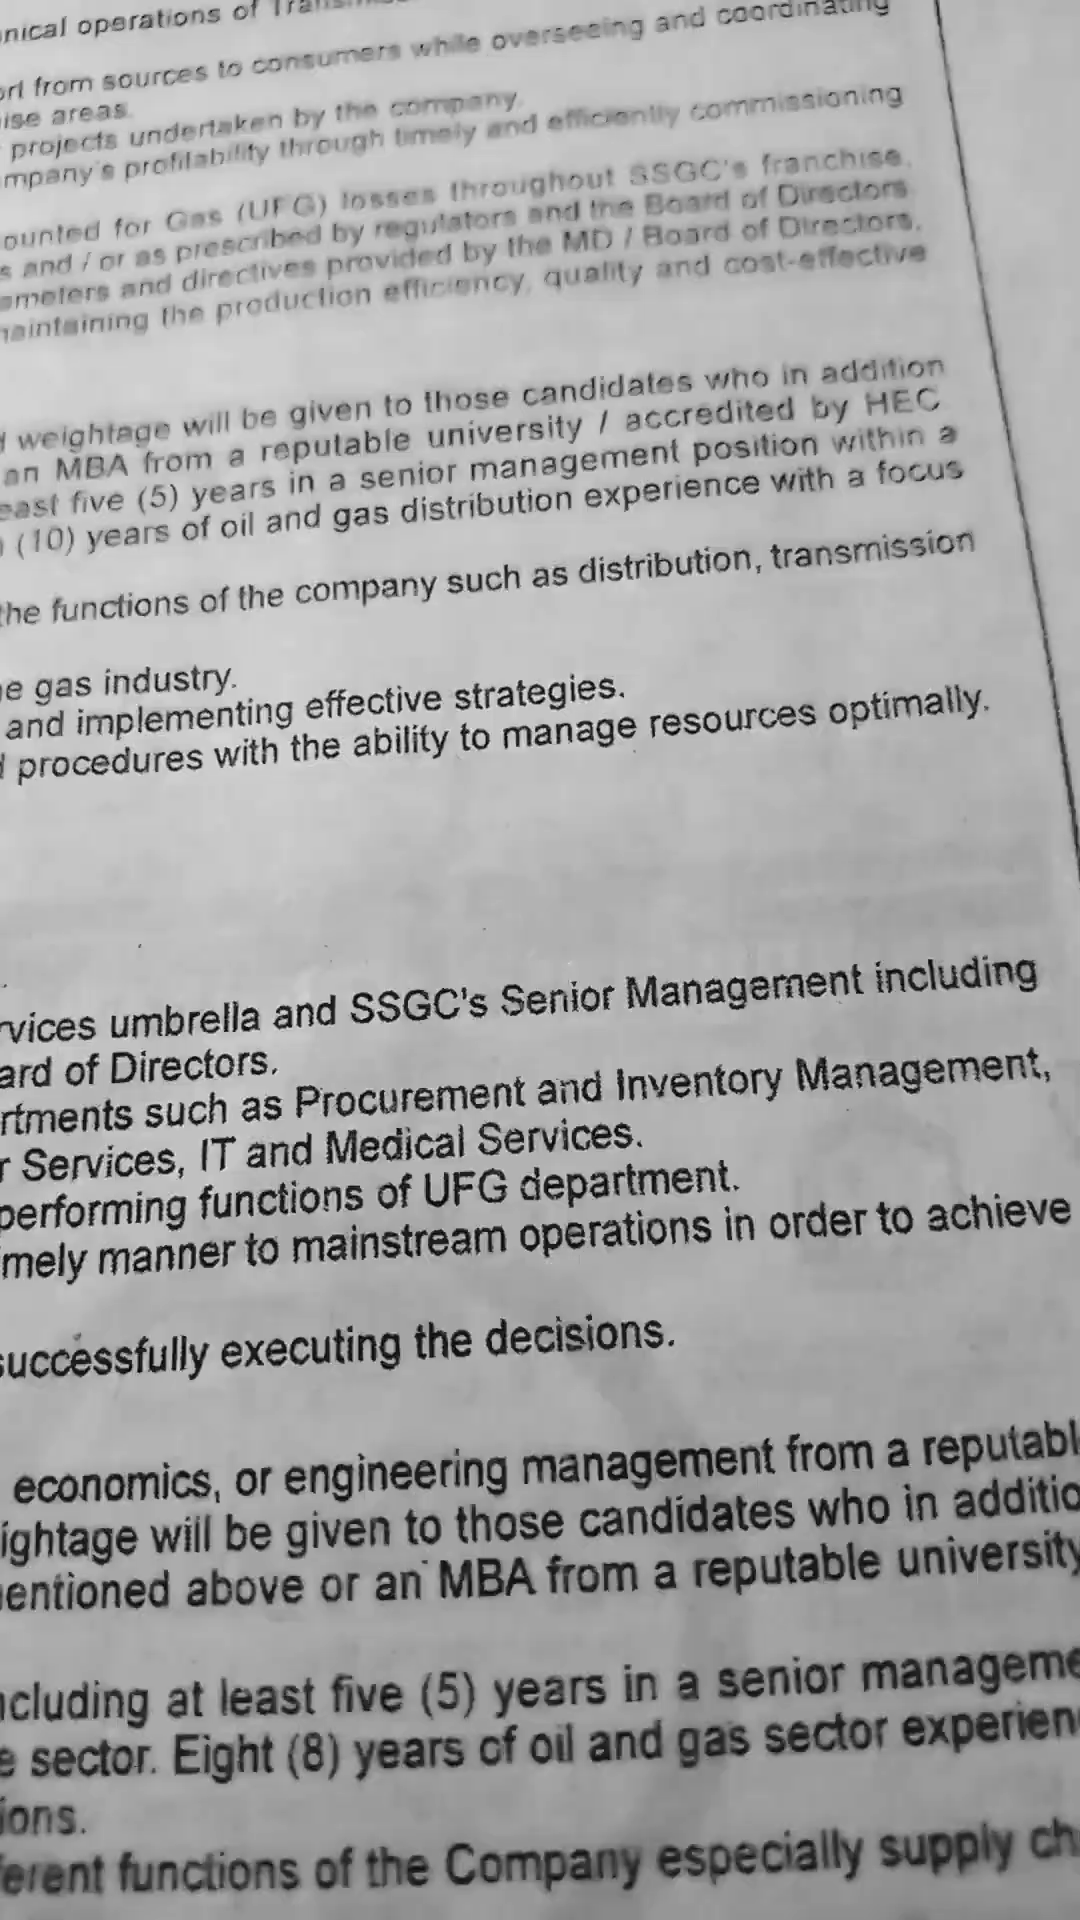 nical operations of
from sources to consumers while overseeing and coordinating
ise areas.
projects undertaken by the company.
mpany's profitability through timely and efficiently commissioning
ounted for Gas (UFG) losses throughout SSGC's franchise.
s and / or as prescribed by regulators and the Board of Directors
ameters and directives provided by the MD / Board of Directors.
naintaining the production efficiency, quality and cost-effective
weightage will be given to those candidates who in addition
an MBA from a reputable university / accredited by HEC
east five (5) years in a senior management position within a
(10) years of oil and gas distribution experience with a focus
the functions of the company such as distribution, transmission
e gas industry.
and implementing effective strategies.
procedures with the ability to manage resources optimally.
rvices umbrella and SSGC's Senior Management including
ard of Directors.
rtments such as Procurement and Inventory Management,
r Services, IT and Medical Services.
performing functions of UFG department.
mely manner to mainstream operations in order to achieve
successfully executing the decisions.
economics, or engineering management from a reputabl
ightage will be given to those candidates who in additio
entioned above or an MBA from a reputable university
ncluding at least five (5) years in a senior manageme
e sector. Eight (8) years of oil and gas sector experien
ions.
ferent functions of the Company especially supply ch